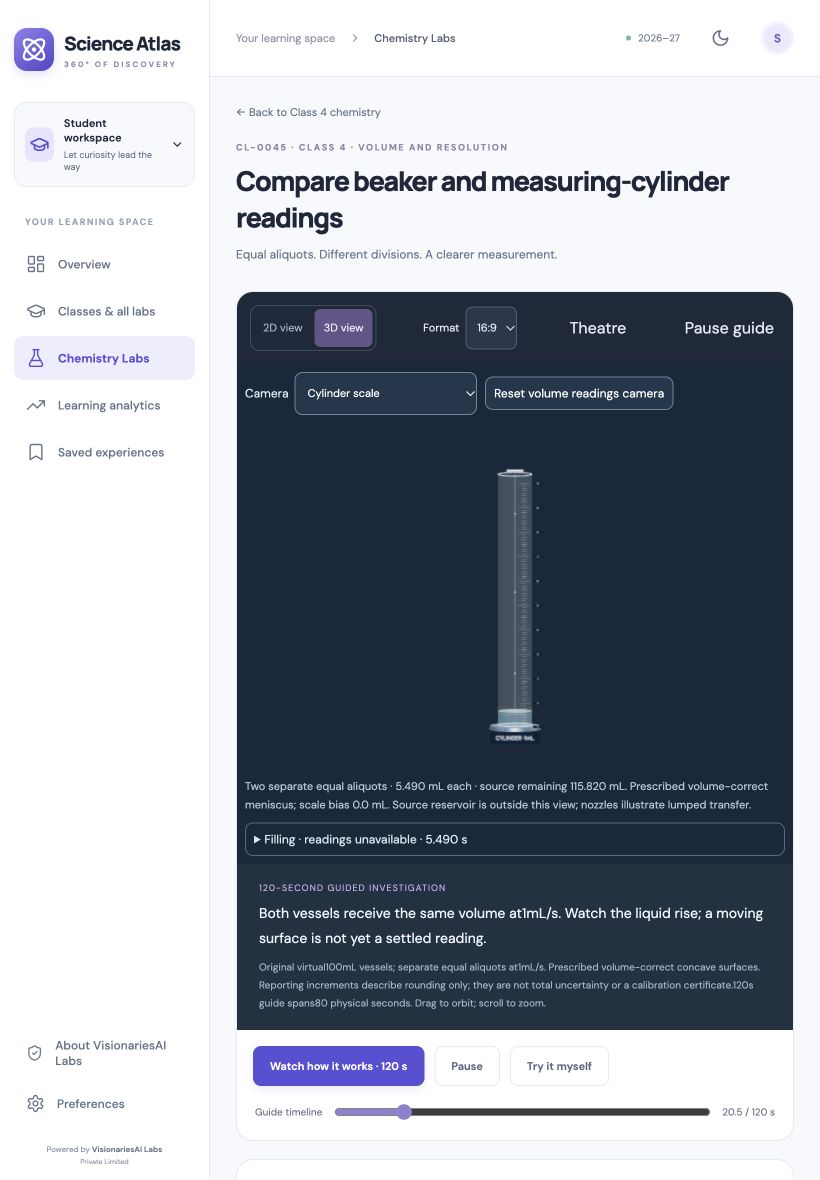 Science Atlas
360° OF DISCOVERY
Student
workspace
Let curiosity lead the
way
YOUR LEARNING SPACE
Overview
Classes & all labs
Chemistry Labs
Learning analytics
Saved experiences
About VisionariesAI
Labs
Preferences
Powered by VisionariesAI Labs
Private Limited
Your learning space > Chemistry Labs
2026–27
S
← Back to Class 4 chemistry
CL-0045 · CLASS 4 · VOLUME AND RESOLUTION
Compare beaker and measuring-cylinder
readings
Equal aliquots. Different divisions. A clearer measurement.
2D view 3D view Format 16:9 Theatre Pause guide
Camera Cylinder scale Reset volume readings camera
CYLINDER · 1mL
Two separate equal aliquots · 5.490 mL each · source remaining 115.820 mL. Prescribed volume-correct
meniscus; scale bias 0.0 mL. Source reservoir is outside this view; nozzles illustrate lumped transfer.
▶ Filling · readings unavailable · 5.490 s
120-SECOND GUIDED INVESTIGATION
Both vessels receive the same volume at1mL/s. Watch the liquid rise; a moving
surface is not yet a settled reading.
Original virtual100mL vessels; separate equal aliquots at1mL/s. Prescribed volume-correct concave surfaces.
Reporting increments describe rounding only; they are not total uncertainty or a calibration certificate.120s
guide spans80 physical seconds. Drag to orbit; scroll to zoom.
Watch how it works · 120 s Pause Try it myself
Guide timeline 20.5 / 120 s